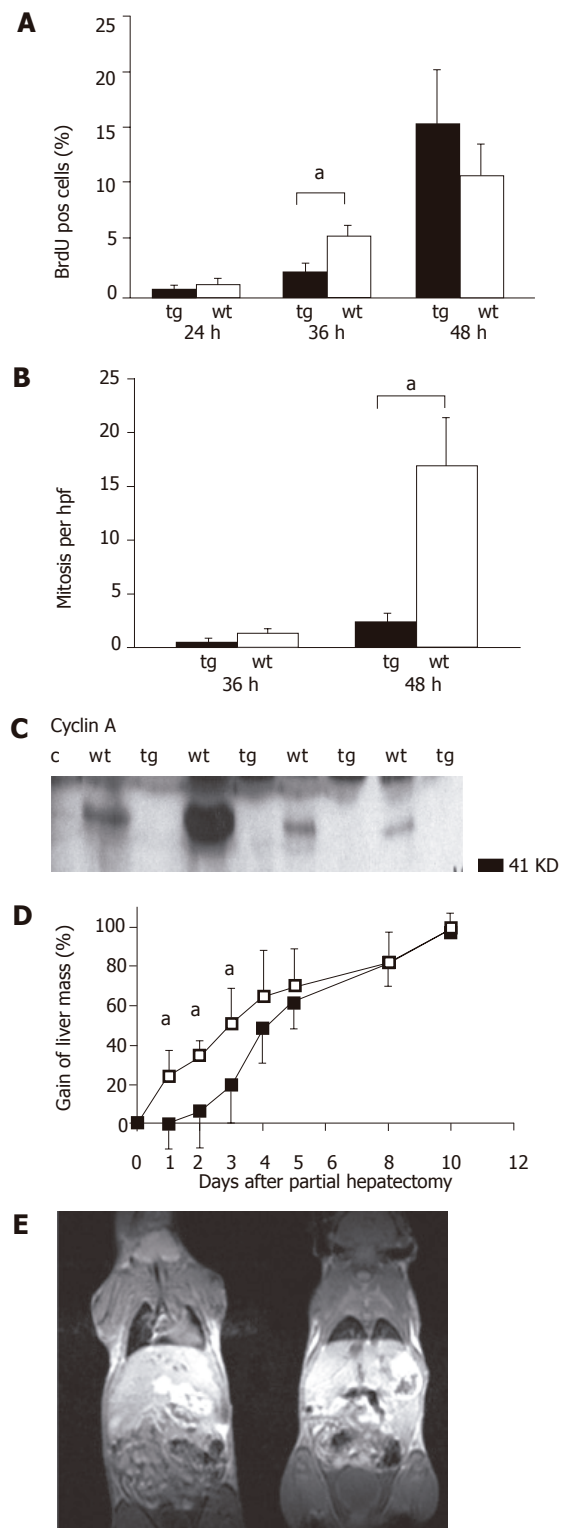 A
BrdU pos cells (%)
25
20
15
10
5
0
a
tg wt tg wt tg wt
24 h 36 h 48 h
B
Mitosis per hpf
25
20
15
10
5
0
a
tg wt tg wt
36 h 48 h
C Cyclin A
c wt tg wt tg wt tg wt tg
41 KD
D
Gain of liver mass (%)
100
80
60
40
20
0
a a a
0 1 2 3 4 5 6 8 10 12
Days after partial hepatectomy
E